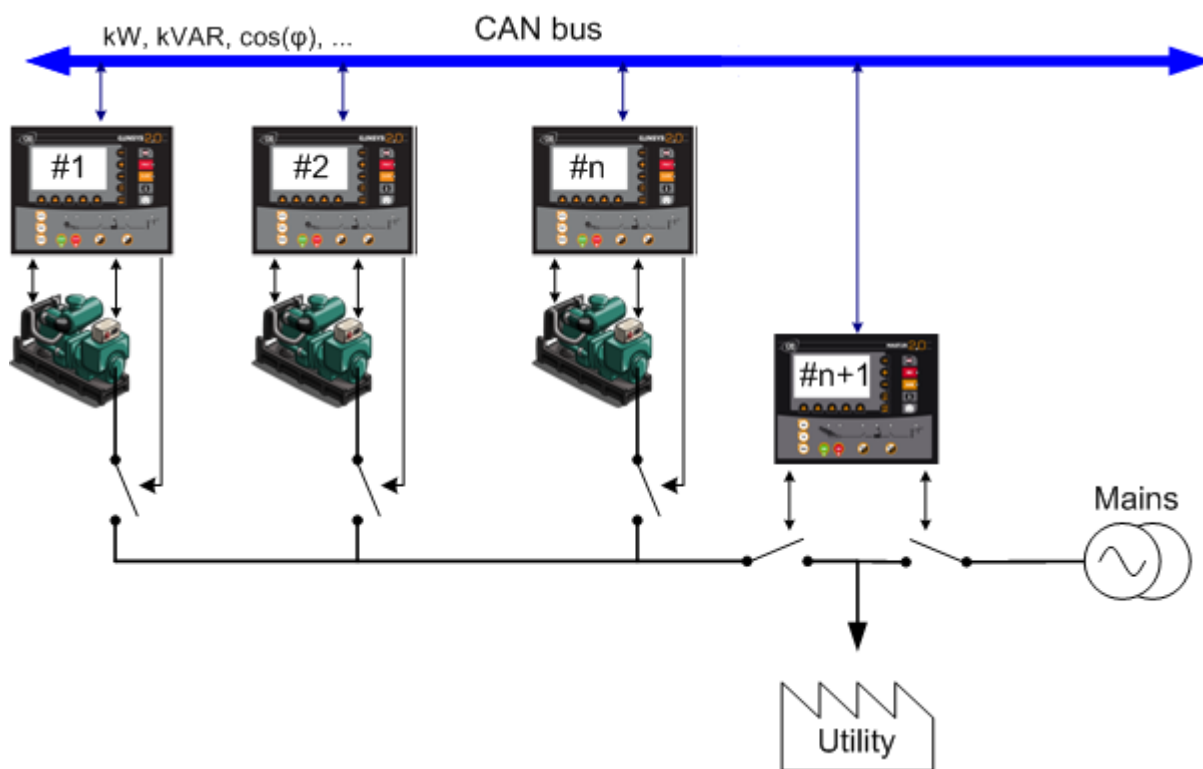 kW, kVAR, cos(φ), ...
CAN bus
#1
#2
#n
#n+1
Mains
Utility